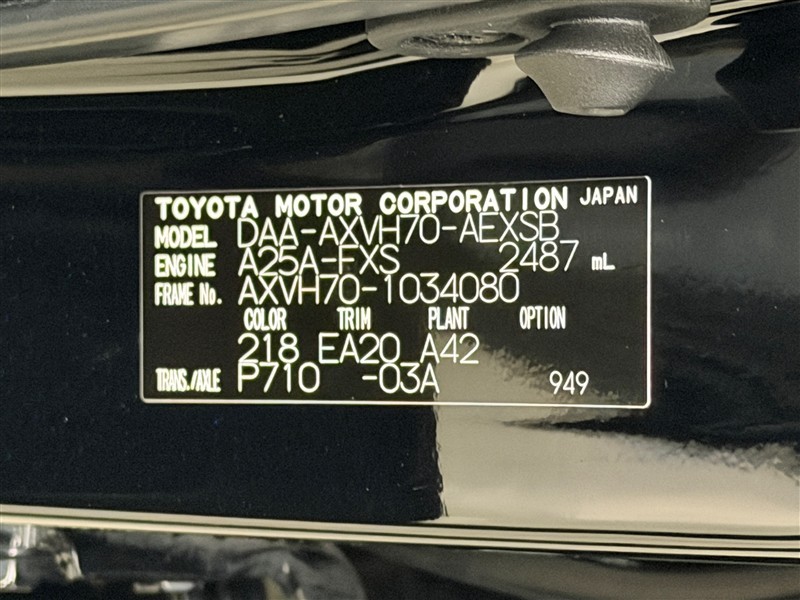 TOYOTA MOTOR CORPORATION JAPAN
MODEL DAA-AXVH70-AEXSB
ENGINE A25A-FXS 2487 mL
FRAME No. AXVH70-1034080
COLOR TRIM PLANT OPTION
218 EA20 A42
TRANS./AXLE P710 -03A 949